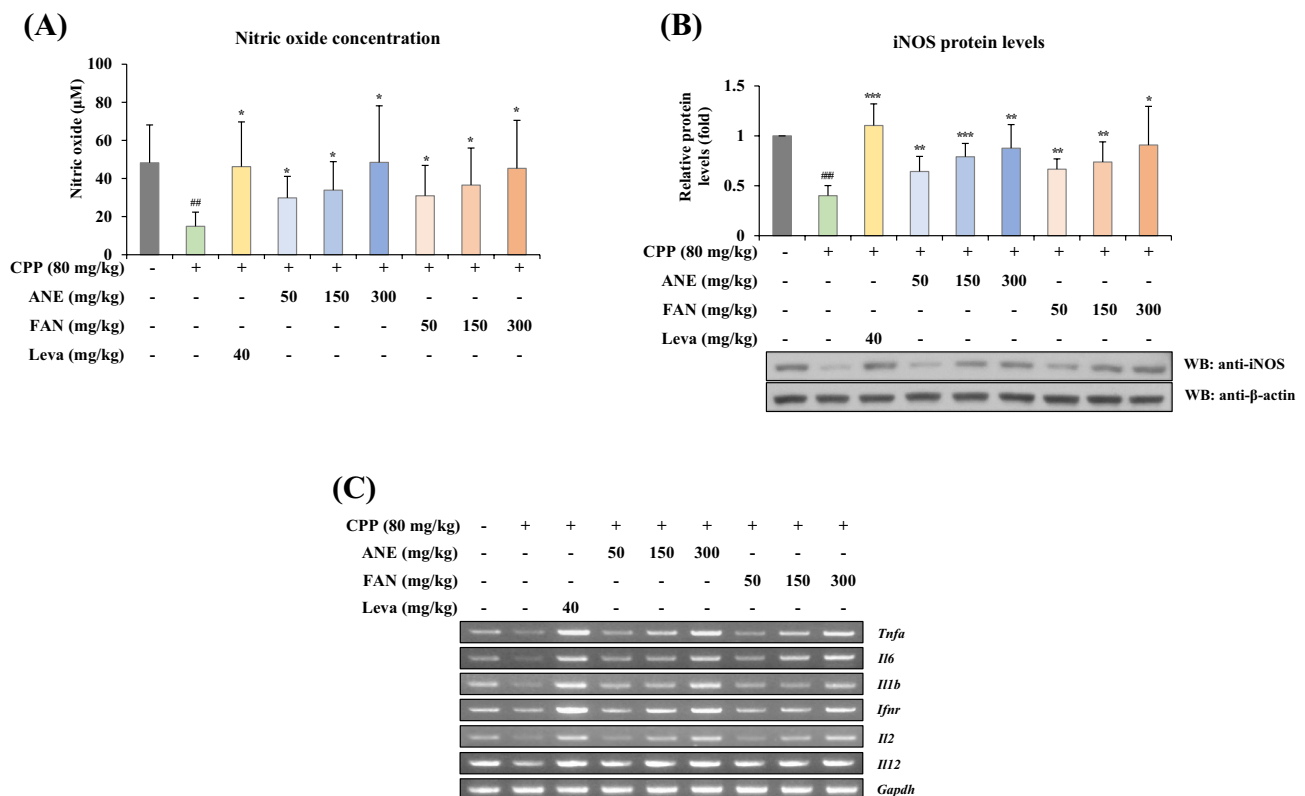 (A)
Nitric oxide concentration
Nitric oxide (μM)
100
80
60
40
20
0
##
*
*
*
*
*
*
*
CPP (80 mg/kg) - + + + + + + + +
ANE (mg/kg) - - - 50 150 300 - - -
FAN (mg/kg) - - - - - - 50 150 300
Leva (mg/kg) - - 40 - - - - - -
(B)
iNOS protein levels
Relative protein
levels (fold)
1.5
1
0.5
0
##
***
**
***
**
**
**
*
CPP (80 mg/kg) - + + + + + + + +
ANE (mg/kg) - - - 50 150 300 - - -
FAN (mg/kg) - - - - - - 50 150 300
Leva (mg/kg) - - 40 - - - - - -
WB: anti-iNOS
WB: anti-β-actin
(C)
CPP (80 mg/kg) - + + + + + + + +
ANE (mg/kg) - - - 50 150 300 - - -
FAN (mg/kg) - - - - - - 50 150 300
Leva (mg/kg) - - 40 - - - - - -
Tnfa
Il6
Il1b
Ifnr
Il2
Il12
Gapdh